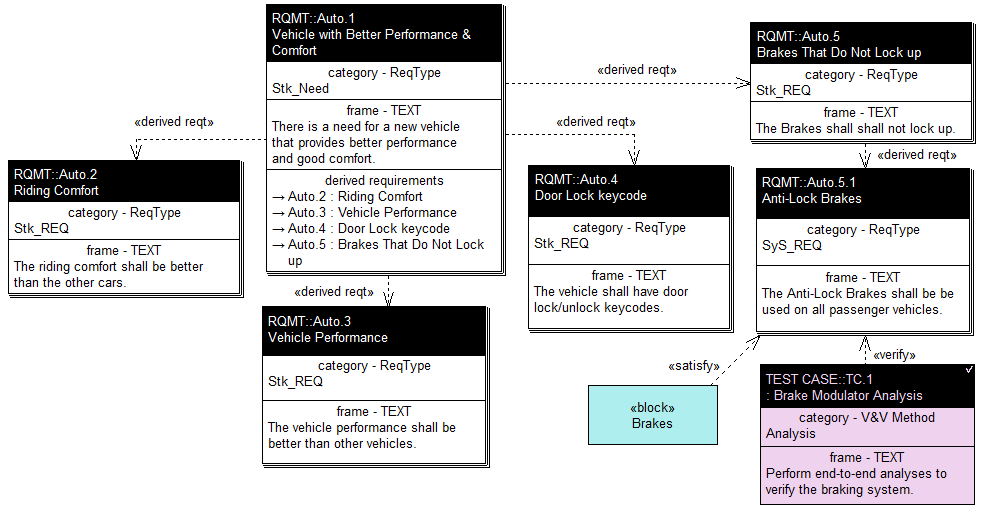 RQMT::Auto.1
Vehicle with Better Performance &
Comfort
category - ReqType
Stk_Need
frame - TEXT
There is a need for a new vehicle
that provides better performance
and good comfort.
derived requirements
→ Auto.2 : Riding Comfort
→ Auto.3 : Vehicle Performance
→ Auto.4 : Door Lock keycode
→ Auto.5 : Brakes That Do Not Lock
up
«derived reqt»
RQMT::Auto.5
Brakes That Do Not Lock up
category - ReqType
Stk_REQ
frame - TEXT
The Brakes shall shall not lock up.
«derived reqt»
«derived reqt»
«derived reqt»
RQMT::Auto.2
Riding Comfort
category - ReqType
Stk_REQ
frame - TEXT
The riding comfort shall be better
than the other cars.
RQMT::Auto.4
Door Lock keycode
category - ReqType
Stk_REQ
frame - TEXT
The vehicle shall have door
lock/unlock keycodes.
RQMT::Auto.5.1
Anti-Lock Brakes
category - ReqType
SyS_REQ
frame - TEXT
The Anti-Lock Brakes shall be be
used on all passenger vehicles.
«derived reqt»
RQMT::Auto.3
Vehicle Performance
category - ReqType
Stk_REQ
frame - TEXT
The vehicle performance shall be
better than other vehicles.
«satisfy»
«verify»
«block»
Brakes
TEST CASE::TC.1
: Brake Modulator Analysis
category - V&V Method
Analysis
frame - TEXT
Perform end-to-end analyses to
verify the braking system.